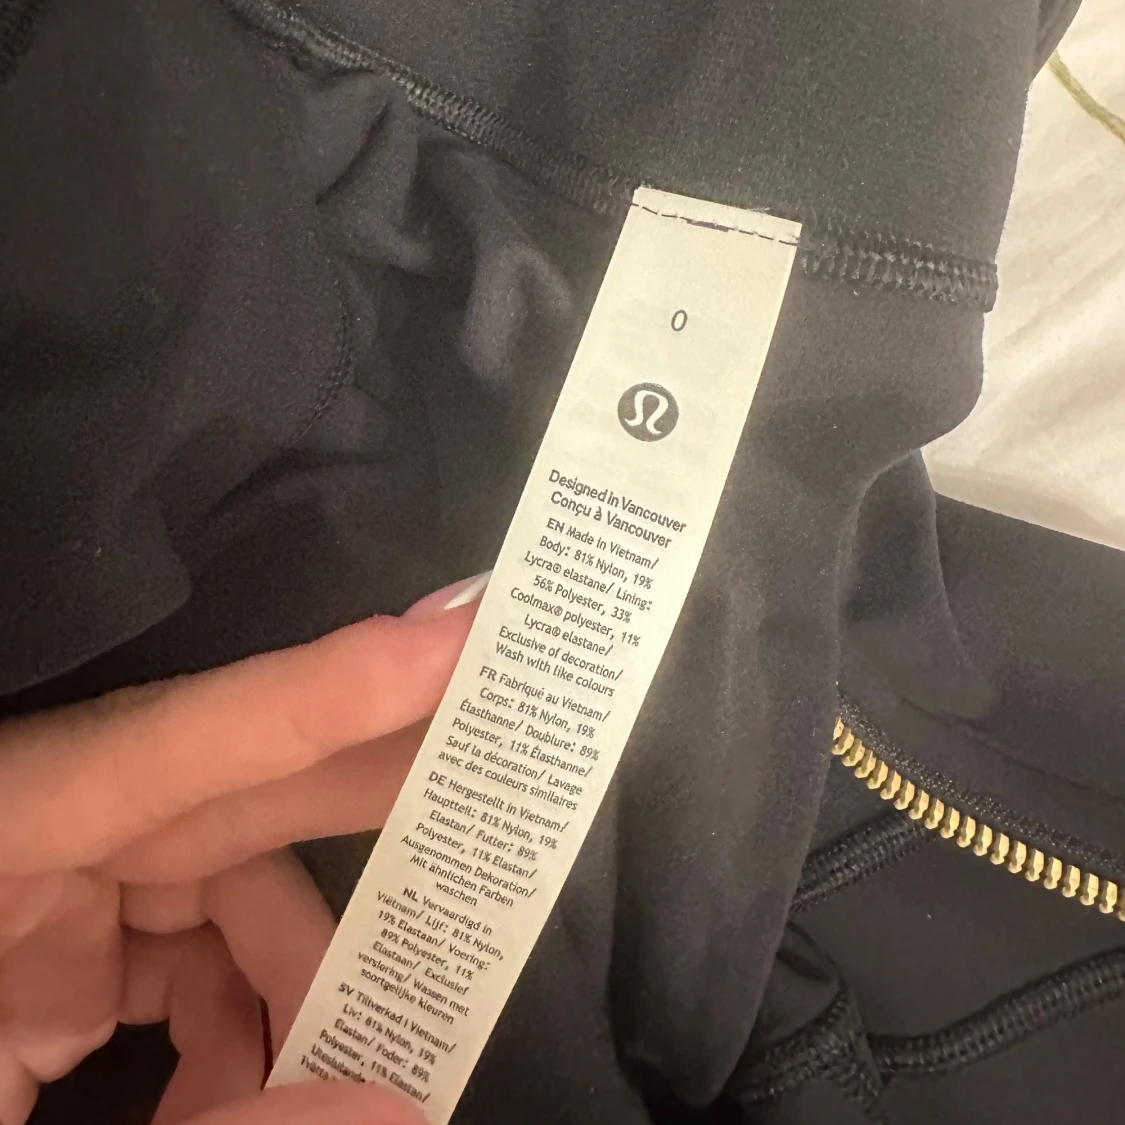 0
Designed in Vancouver
Conçu à Vancouver
EN Made in Vietnam/
Body: 81% Nylon, 19%
Lycra® elastane/ Lining:
56% Polyester, 33%
Coolmax® polyester, 11%
Lycra® elastane/
Exclusive of decoration/
Wash with like colours
FR Fabriqué au Vietnam/
Corps: 81% Nylon, 19%
Élasthanne/ Doublure: 89%
Polyester, 11% Élasthanne/
Sauf la décoration/ Lavage
avec des couleurs similaires
DE Hergestellt in Vietnam/
Hauptteil: 81% Nylon, 19%
Elastan/ Futter: 89%
Polyester, 11% Elastan/
Ausgenommen Dekoration/
Mit ähnlichen Farben
waschen
NL Vervaardigd in
Vietnam/ Lijf: 81% Nylon,
19% Elastaan/ Voering:
89% Polyester, 11%
Elastaan/ Exclusief
versiering/ Wassen met
soortgelijke kleuren
SV Tillverkad i Vietnam/
Liv: 81% Nylon, 19%
Elastan/ Foder: 89%
Polyester, 11% Elastan/
Uteslutande
Tvätta